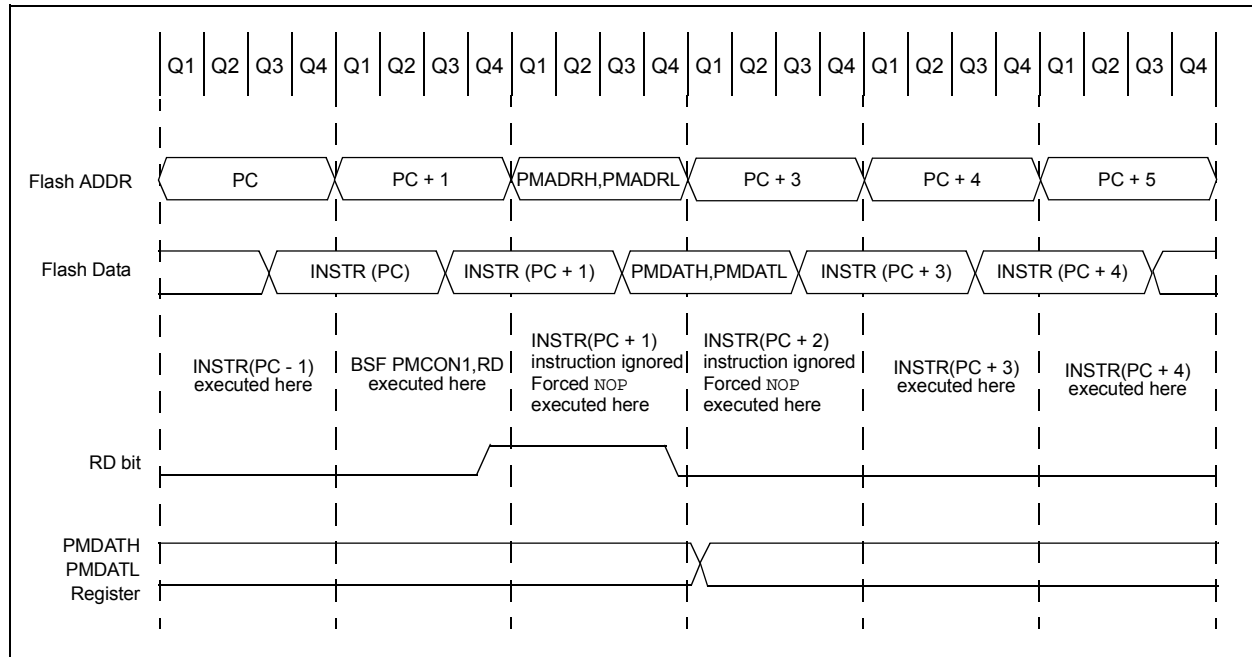 Q1 Q2 Q3 Q4 Q1 Q2 Q3 Q4 Q1 Q2 Q3 Q4 Q1 Q2 Q3 Q4 Q1 Q2 Q3 Q4 Q1 Q2 Q3 Q4
Flash ADDR PC PC + 1 PMADRH,PMADRL PC + 3 PC + 4 PC + 5
Flash Data INSTR (PC) INSTR (PC + 1) PMDATH,PMDATL INSTR (PC + 3) INSTR (PC + 4)
INSTR(PC - 1)
executed here
BSF PMCON1,RD
executed here
INSTR(PC + 1)
instruction ignored
Forced NOP
executed here
INSTR(PC + 2)
instruction ignored
Forced NOP
executed here
INSTR(PC + 3)
executed here
INSTR(PC + 4)
executed here
RD bit
PMDATH
PMDATL
Register